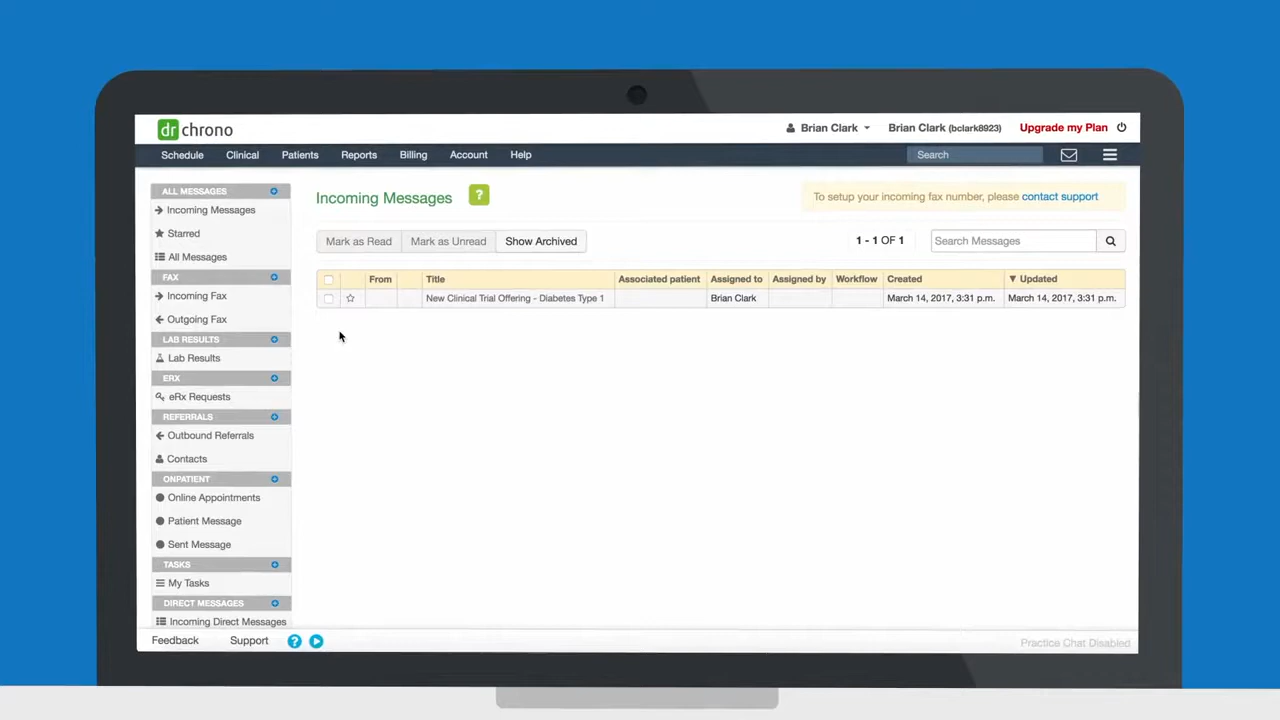 dr chrono
Brian Clark
Brian Clark (bclark8923)
Upgrade my Plan
Schedule Clinical Patients Reports Billing Account Help
Search
ALL MESSAGES
Incoming Messages
Starred
All Messages
FAX
Incoming Fax
Outgoing Fax
LAB RESULTS
Lab Results
ERX
eRx Requests
REFERRALS
Outbound Referrals
Contacts
ONPATIENT
Online Appointments
Patient Message
Sent Message
TASKS
My Tasks
DIRECT MESSAGES
Incoming Direct Messages
Incoming Messages ?
To setup your incoming fax number, please contact support
Mark as Read Mark as Unread Show Archived
1 - 1 OF 1
Search Messages
From Title Associated patient Assigned to Assigned by Workflow Created ▼ Updated
New Clinical Trial Offering - Diabetes Type 1 Brian Clark March 14, 2017, 3:31 p.m. March 14, 2017, 3:31 p.m.
Feedback Support ?
Practice Chat Disabled